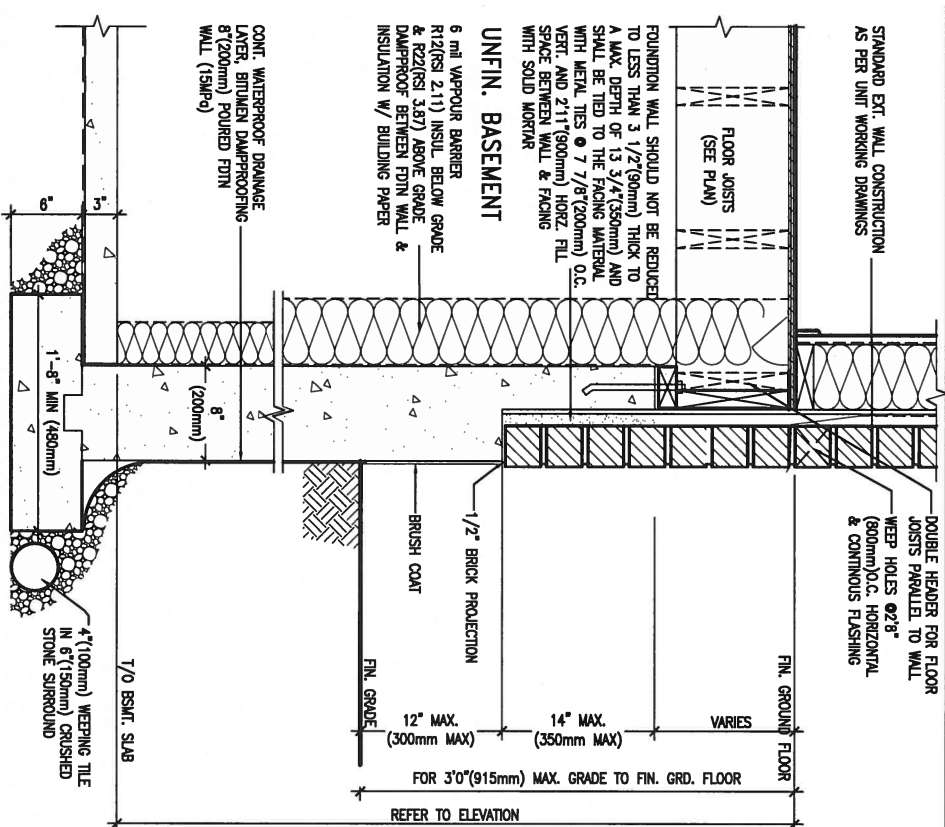 STANDARD EXT. WALL CONSTRUCTION
AS PER UNIT WORKING DRAWINGS
FLOOR JOISTS
(SEE PLAN)
FOUNDTION WALL SHOULD NOT BE REDUCED
TO LESS THAN 3 1/2"(90mm) THICK TO
A MAX. DEPTH OF 13 3/4"(350mm) AND
SHALL BE TIED TO THE FACING MATERIAL
WITH METAL TIES @ 7 7/8"(200mm) O.C.
VERT. AND 2'11"(900mm) HORZ. FILL
SPACE BETWEEN WALL & FACING
WITH SOLID MORTAR
UNFIN. BASEMENT
6 mil VAPPOUR BARRIER
R12(RSI 2.11) INSUL BELOW GRADE
& R22(RSI 3.87) ABOVE GRADE
DAMPPROOF BETWEEN FDTN WALL &
INSULATION W/ BUILDING PAPER
CONT. WATERPROOF DRAINAGE
LAYER, BITUMEN DAMPPROOFING
8"(200mm) POURED FDTN
WALL (15MPa)
3"
6"
1'-8" MIN (480mm)
8"
(200mm)
DOUBLE HEADER FOR FLOOR
JOISTS PARALLEL TO WALL
WEEP HOLES @2'8"
(800mm)O.C. HORIZONTAL
& CONTINOUS FLASHING
1/2" BRICK PROJECTION
BRUSH COAT
FIN. GROUND FLOOR
VARIES
14" MAX.
(350mm MAX)
12" MAX.
(300mm MAX)
FIN. GRADE
FOR 3'0"(915mm) MAX. GRADE TO FIN. GRD. FLOOR
REFER TO ELEVATION
T/O BSMT. SLAB
4"(100mm) WEEPING TILE
IN 6"(150mm) CRUSHED
STONE SURROUND